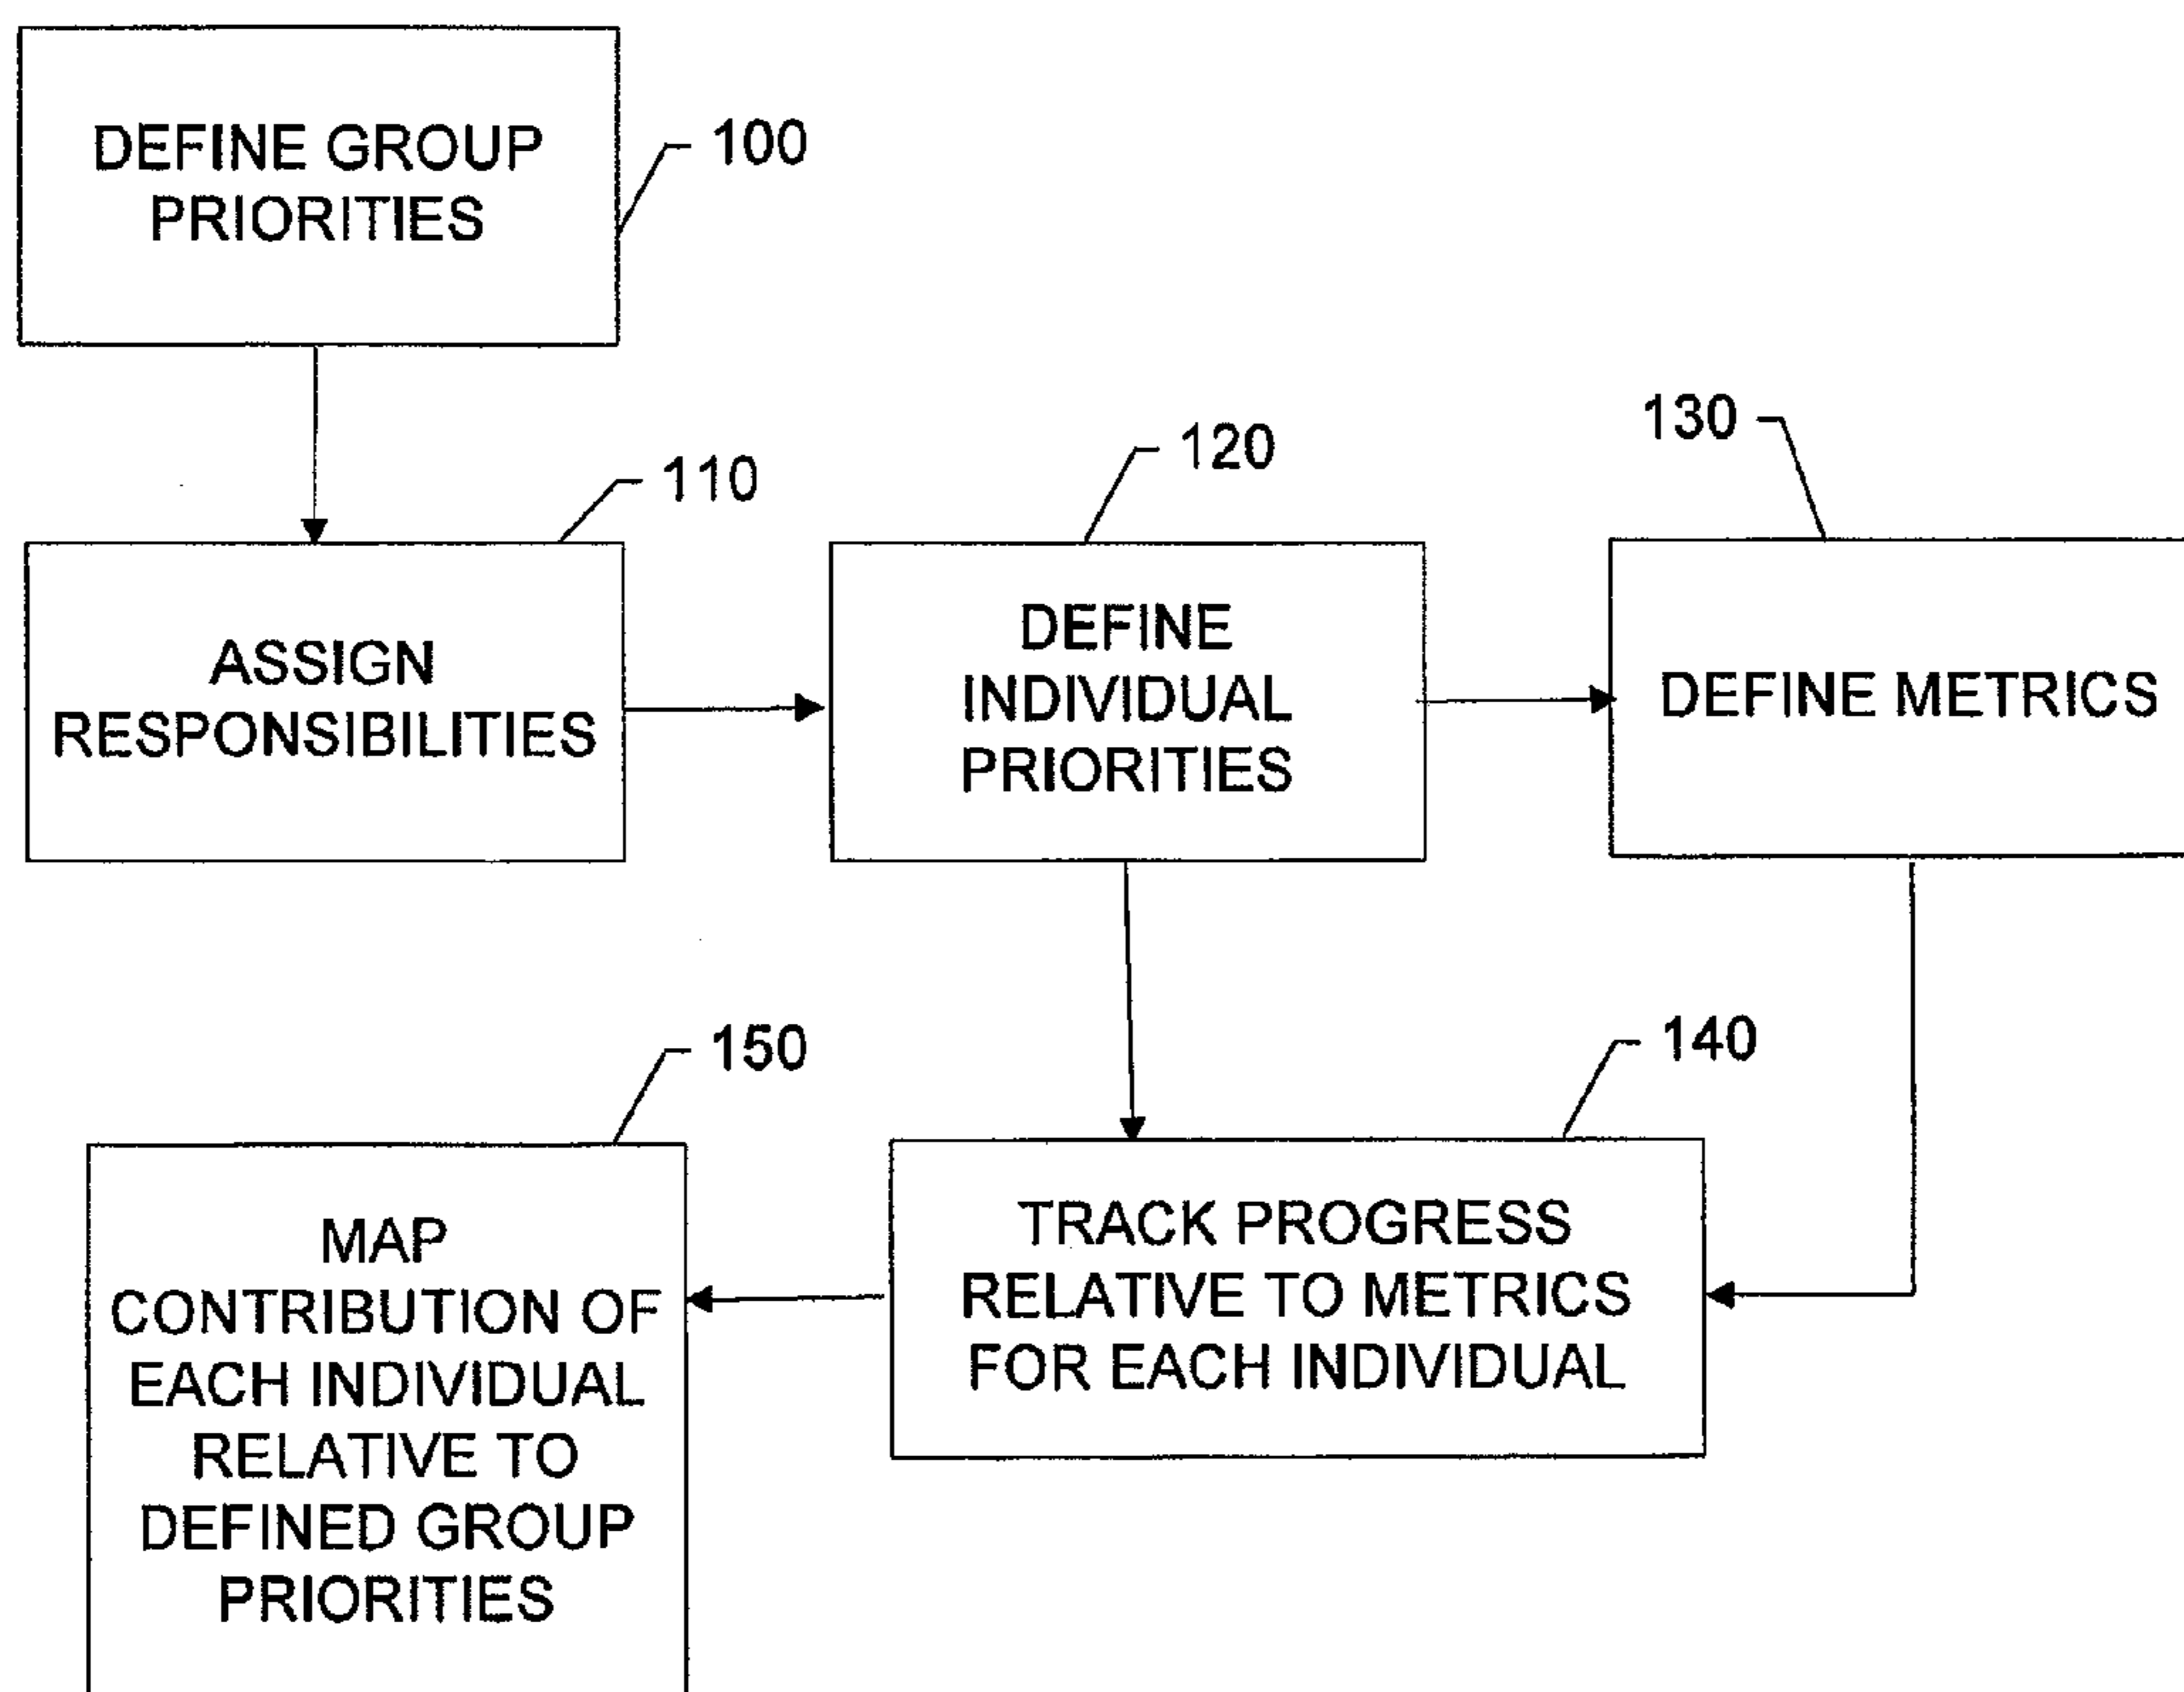 DEFINE GROUP
PRIORITIES
100
110
ASSIGN
RESPONSIBILITIES
120
DEFINE
INDIVIDUAL
PRIORITIES
130
DEFINE METRICS
140
TRACK PROGRESS
RELATIVE TO METRICS
FOR EACH INDIVIDUAL
150
MAP
CONTRIBUTION OF
EACH INDIVIDUAL
RELATIVE TO
DEFINED GROUP
PRIORITIES